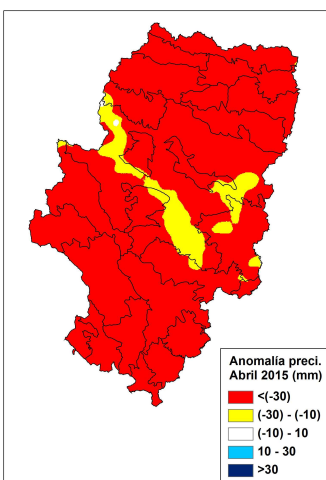 Anomalía preci.
Abril 2015 (mm)
<(-30)
(-30) - (-10)
(-10) - 10
10 - 30
>30